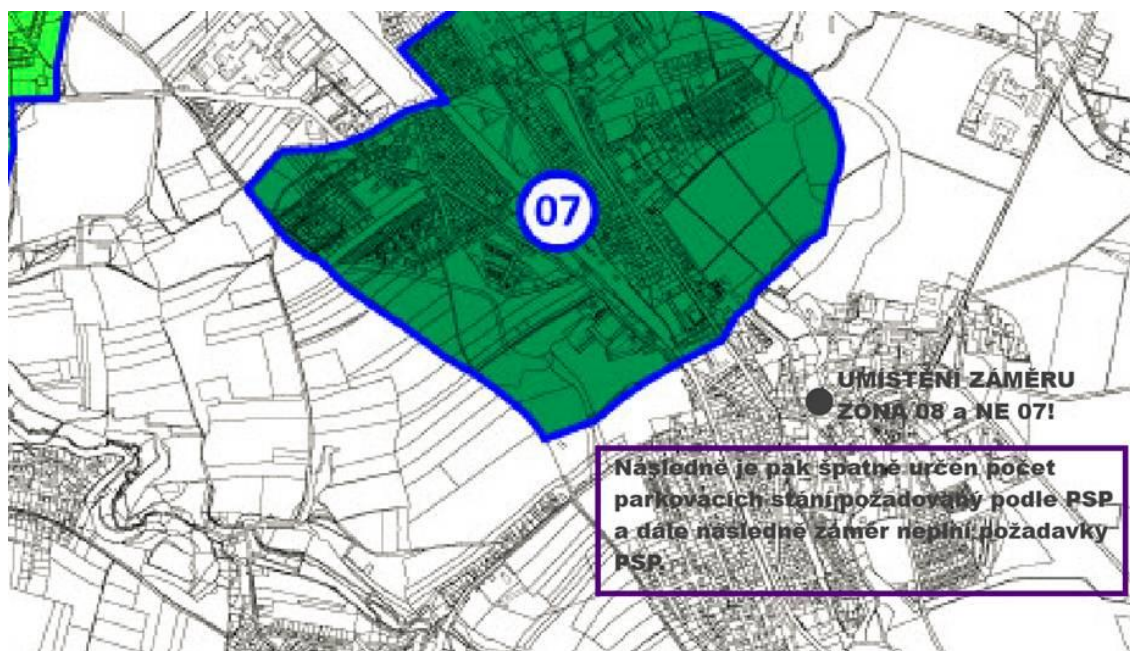 07
UMÍSTĚNÍ ZÁMĚRU
ZÓNA 08 a NE 07!
Následně je pak špatně určen počet
parkovacích stání požadovaný podle PSP
a dále následně záměr neplní požadavky
PSP.